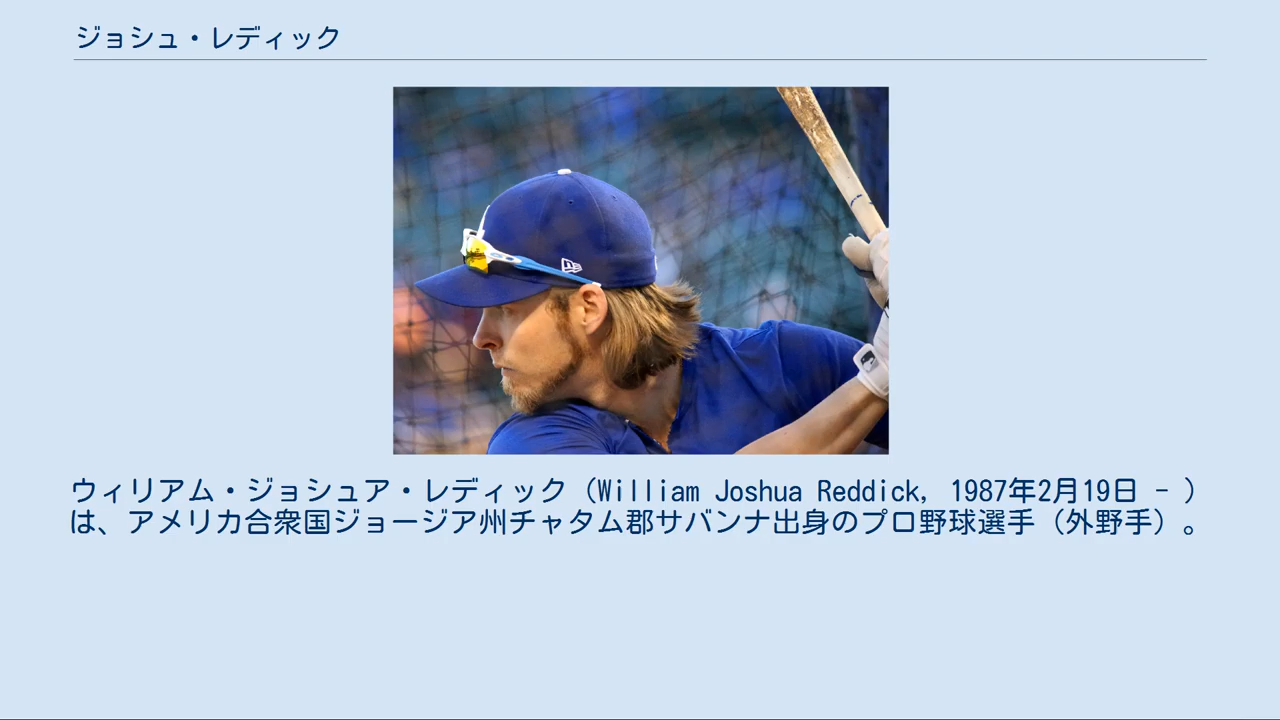 ジョシュ・レディック
ウィリアム・ジョシュア・レディック（William Joshua Reddick, 1987年2月19日 - ）
は、アメリカ合衆国ジョージア州チャタム郡サバンナ出身のプロ野球選手（外野手）。